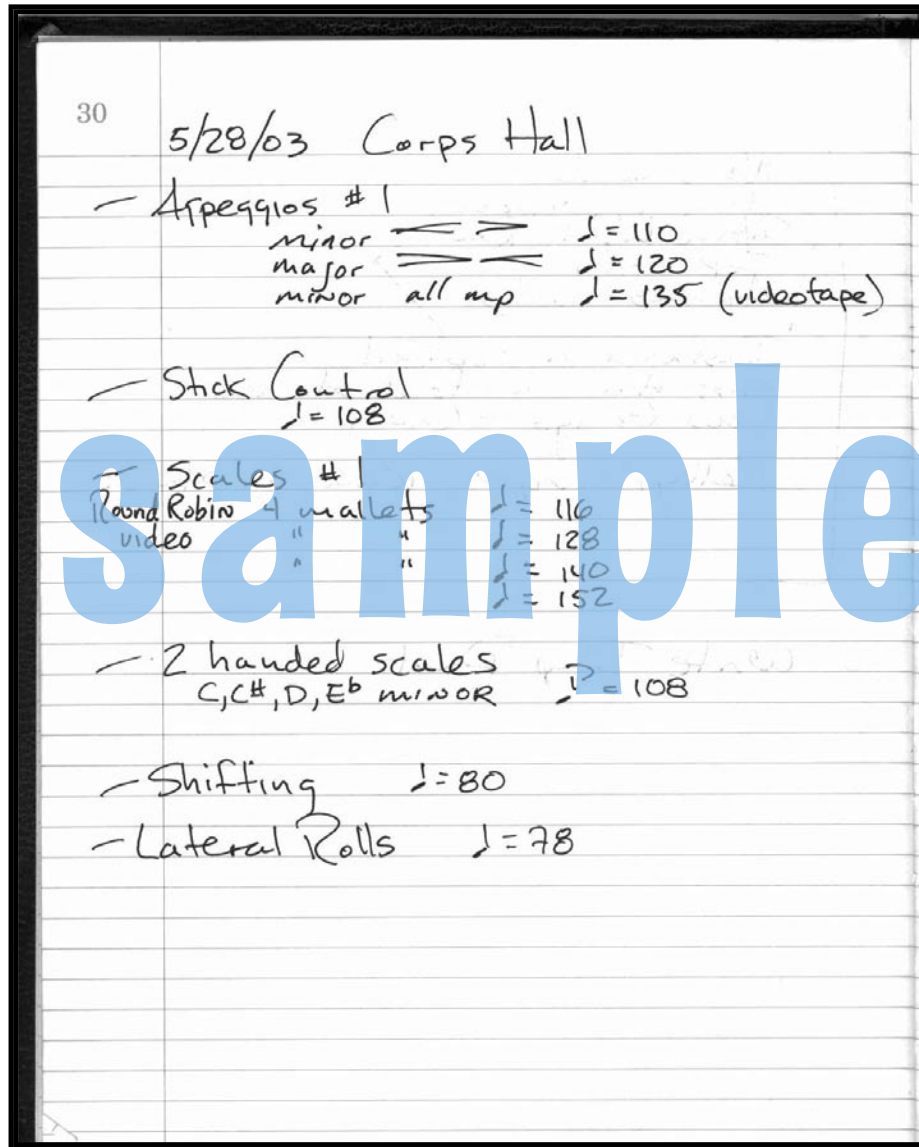 30
5/28/03 Corps Hall
— Arpeggios #1
minor < > ♩ = 110
major > < ♩ = 120
minor all mp ♩ = 135 (videotape)
— Stick Control
♩ = 108
— Scales #1
Round Robin 4 mallets ♩ = 116
video " " ♩ = 128
" " ♩ = 140
♩ = 152
sample
— 2 handed scales
C, C#, D, E♭ MINOR ♪ = 108
— Shifting ♩ = 80
— Lateral Rolls ♩ = 78